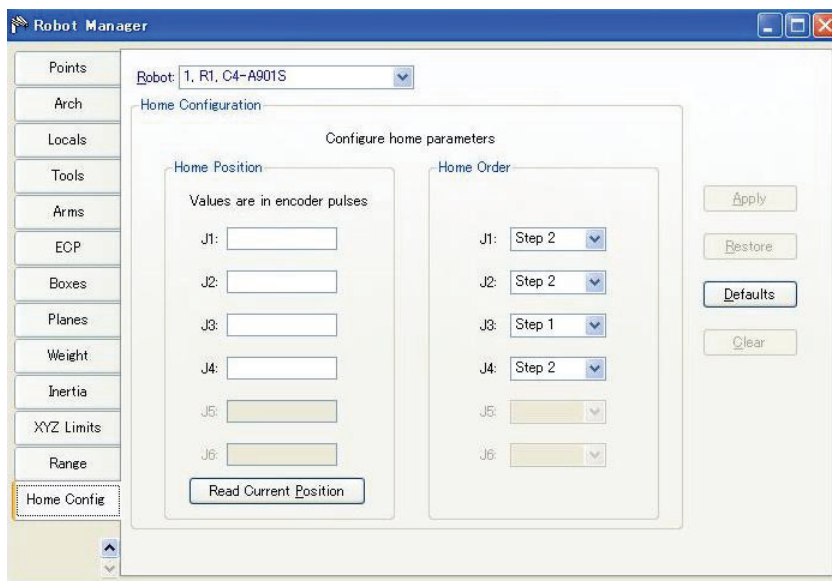 Robot Manager
Points
Arch
Locals
Tools
Arms
ECP
Boxes
Planes
Weight
Inertia
XYZ Limits
Range
Home Config
Robot: 1, R1, C4-A901S
Home Configuration
Configure home parameters
Home Position
Values are in encoder pulses
J1:
J2:
J3:
J4:
J5:
J6:
Read Current Position
Home Order
J1: Step 2
J2: Step 2
J3: Step 1
J4: Step 2
J5:
J6:
Apply
Restore
Defaults
Clear